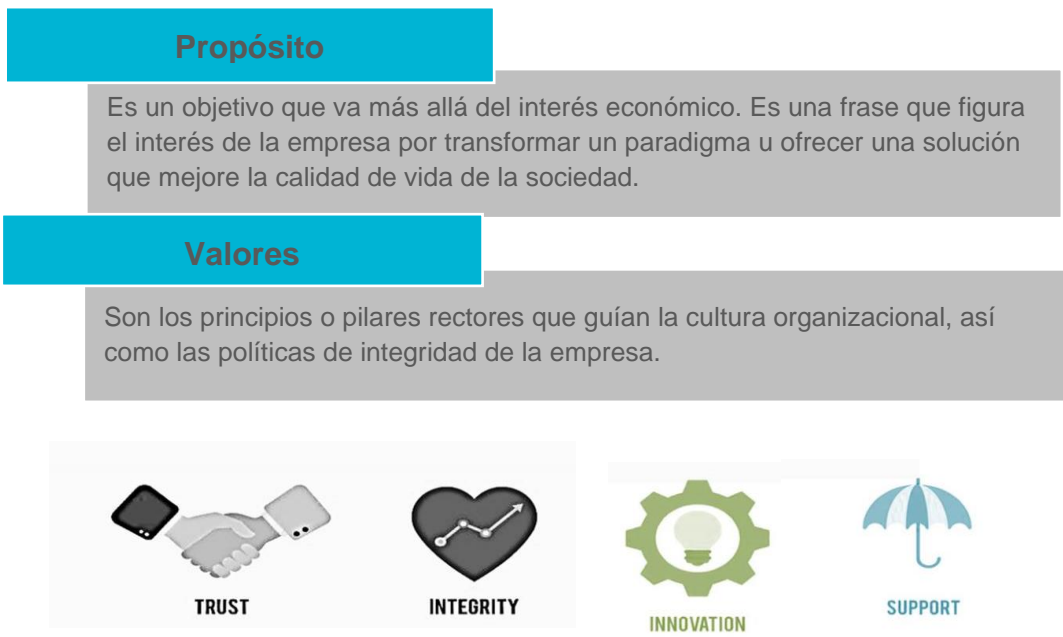 Propósito
Es un objetivo que va más allá del interés económico. Es una frase que figura
el interés de la empresa por transformar un paradigma u ofrecer una solución
que mejore la calidad de vida de la sociedad.
Valores
Son los principios o pilares rectores que guían la cultura organizacional, así
como las políticas de integridad de la empresa.
TRUST
INTEGRITY
INNOVATION
SUPPORT